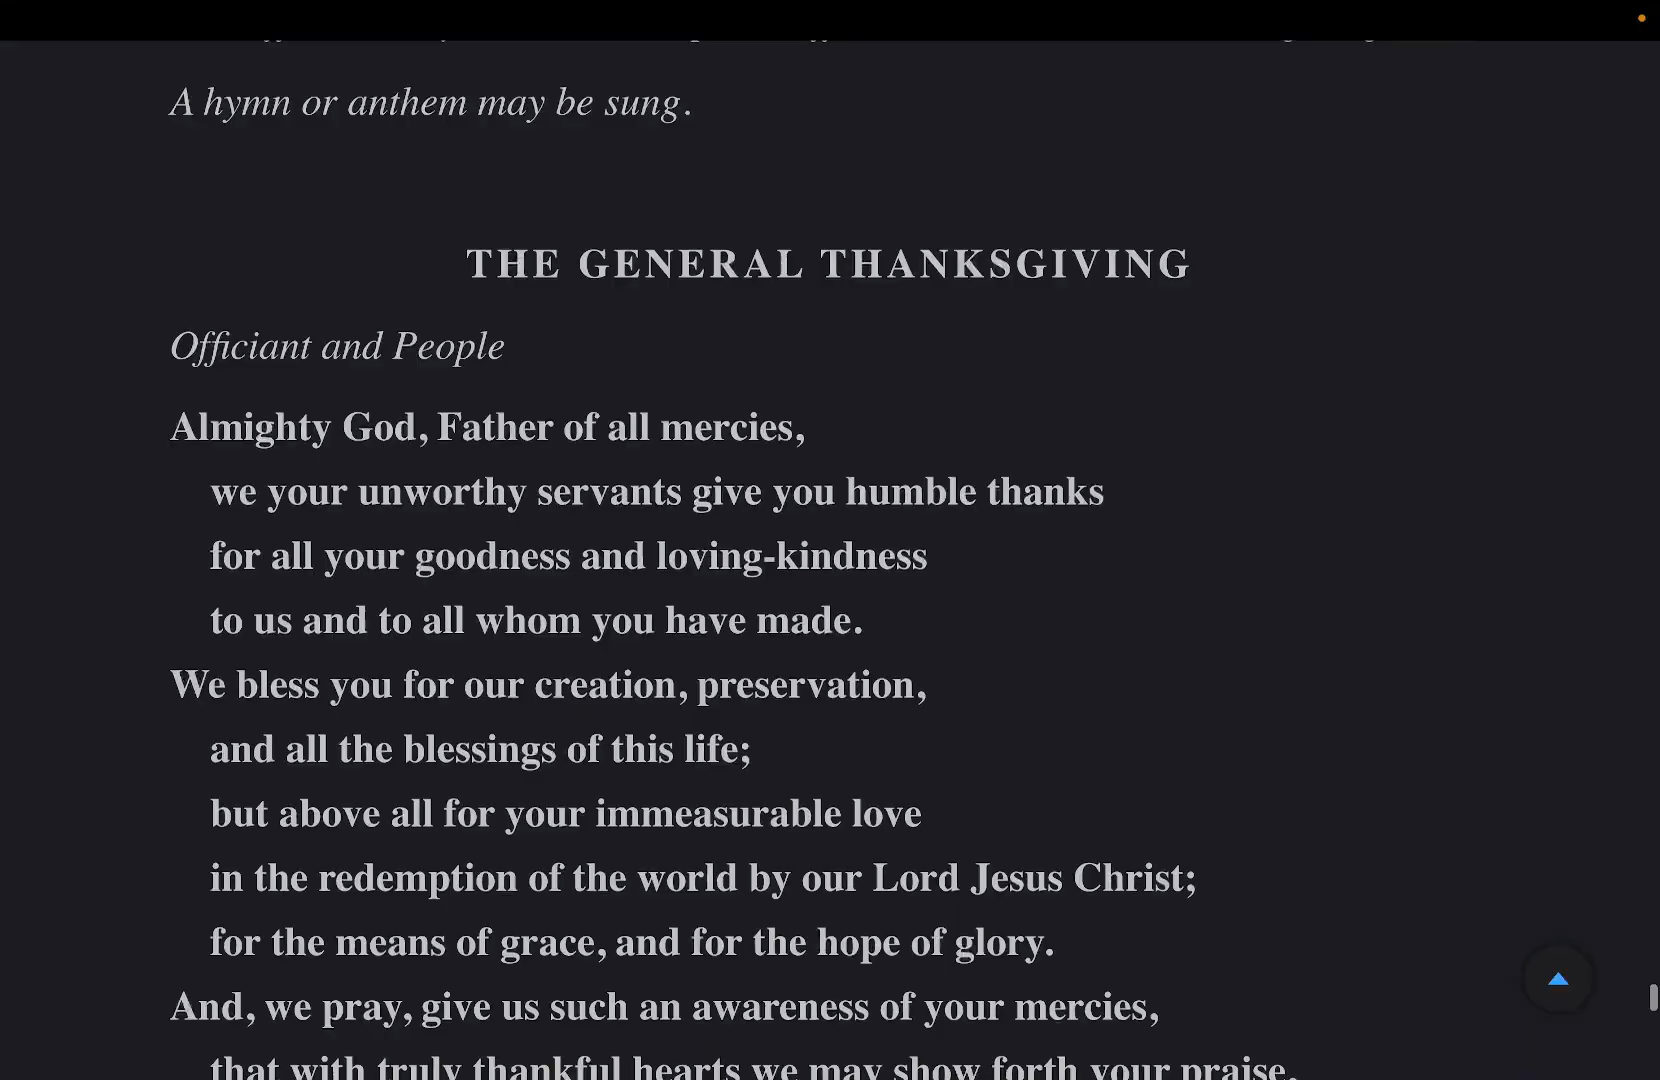 A hymn or anthem may be sung.
THE GENERAL THANKSGIVING
Officiant and People
Almighty God, Father of all mercies,
we your unworthy servants give you humble thanks
for all your goodness and loving-kindness
to us and to all whom you have made.
We bless you for our creation, preservation,
and all the blessings of this life;
but above all for your immeasurable love
in the redemption of the world by our Lord Jesus Christ;
for the means of grace, and for the hope of glory.
And, we pray, give us such an awareness of your mercies,
that with truly thankful hearts we may show forth your praise,